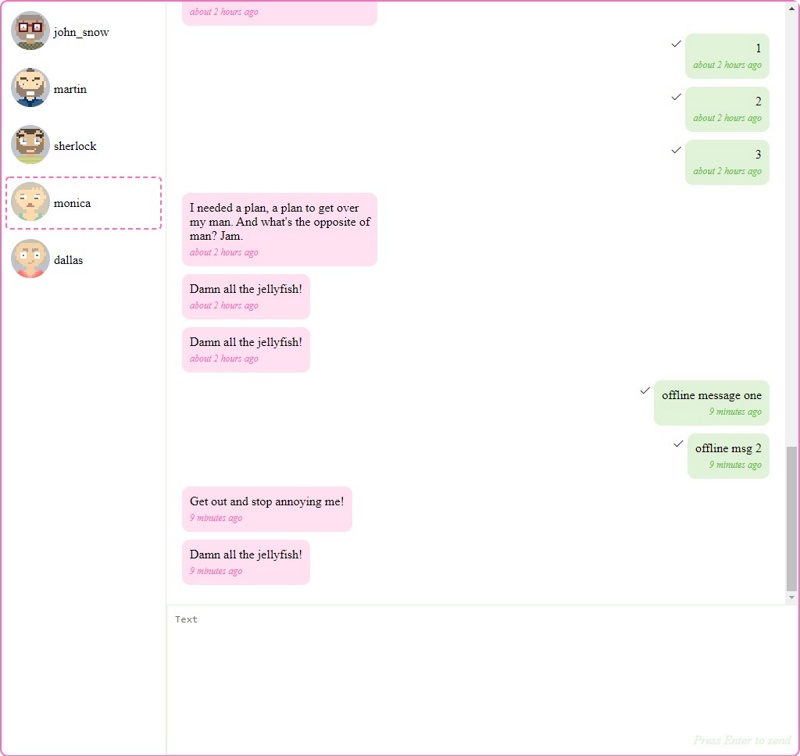 john_snow
martin
sherlock
monica
dallas
about 2 hours ago
1
about 2 hours ago
2
about 2 hours ago
3
about 2 hours ago
I needed a plan, a plan to get over
my man. And what's the opposite of
man? Jam.
about 2 hours ago
Damn all the jellyfish!
about 2 hours ago
Damn all the jellyfish!
about 2 hours ago
offline message one
9 minutes ago
offline msg 2
9 minutes ago
Get out and stop annoying me!
9 minutes ago
Damn all the jellyfish!
9 minutes ago
Text
Press Enter to send